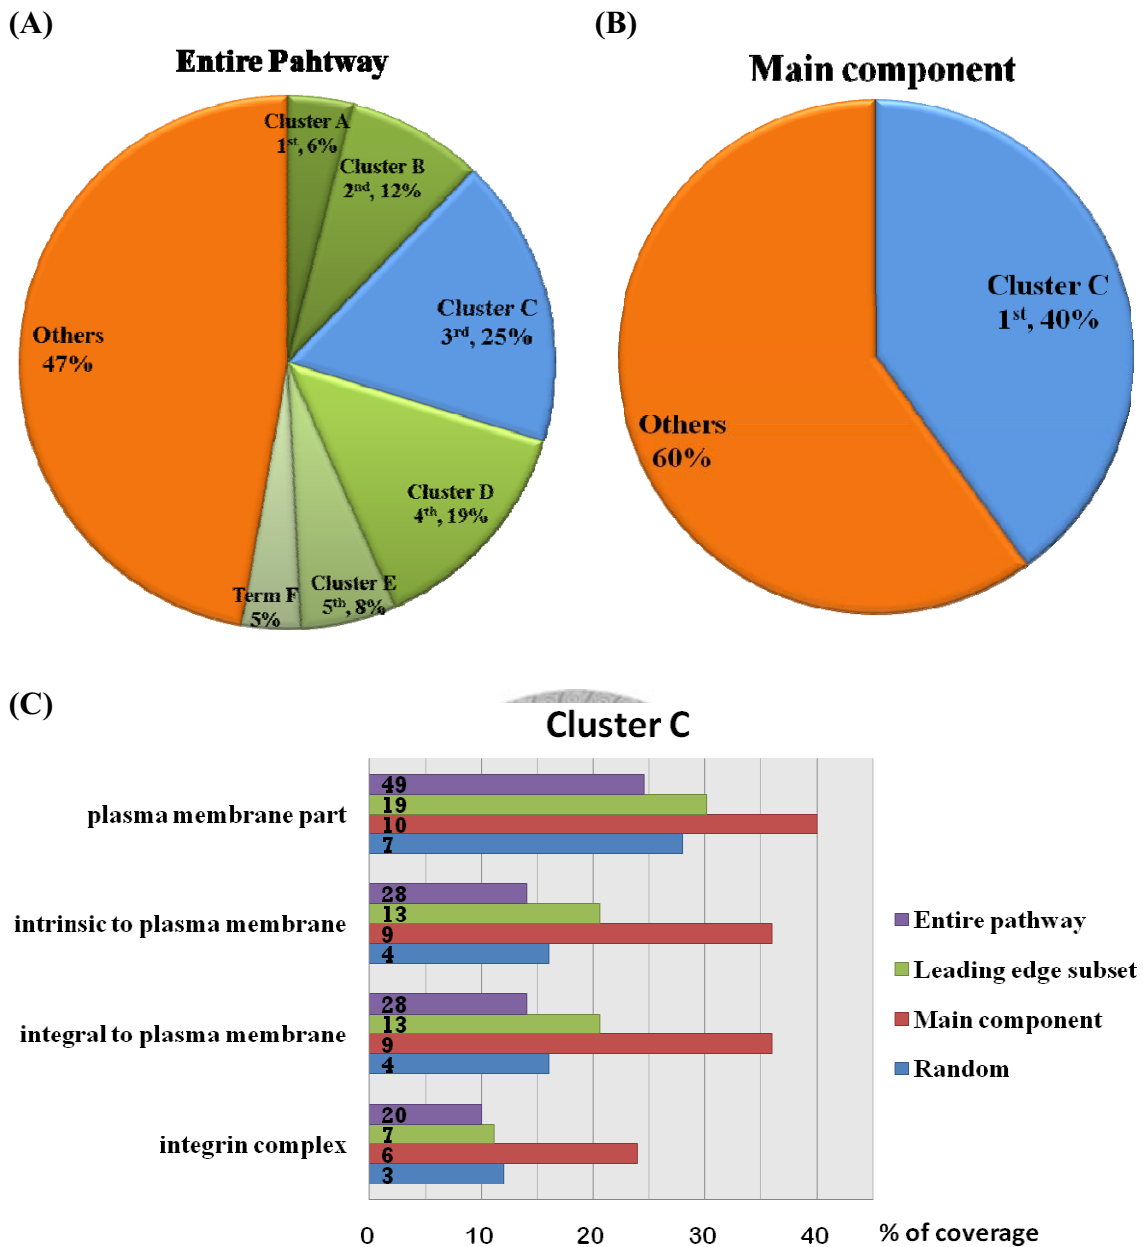 (A)
(B)
Entire Pahtway
Main component
Cluster A
1st, 6%
Cluster B
2nd, 12%
Cluster C
3rd, 25%
Cluster D
4th, 19%
Cluster E
5th, 8%
Term F
5%
Others
47%
Cluster C
1st, 40%
Others
60%
(C)
Cluster C
plasma membrane part
49
19
10
7
intrinsic to plasma membrane
28
13
9
4
integral to plasma membrane
28
13
9
4
integrin complex
20
7
6
3
Entire pathway
Leading edge subset
Main component
Random
0 10 20 30 40 % of coverage